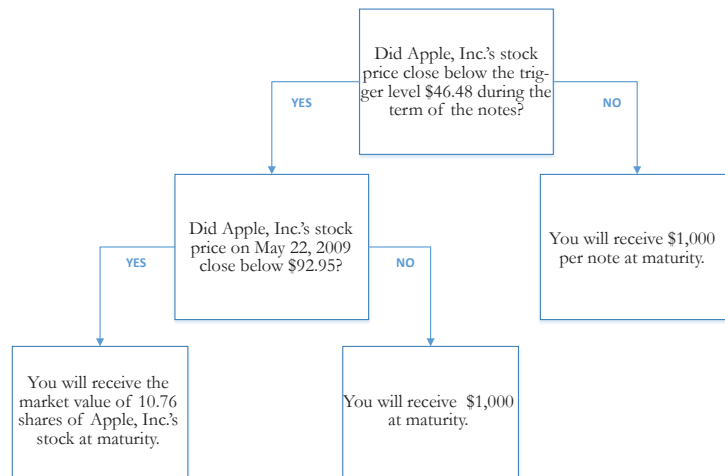 Did Apple, Inc.'s stock
price close below the trig-
ger level $46.48 during the
term of the notes?
YES
NO
Did Apple, Inc.'s stock
price on May 22, 2009
close below $92.95?
You will receive $1,000
per note at maturity.
YES
NO
You will receive the
market value of 10.76
shares of Apple, Inc.'s
stock at maturity.
You will receive $1,000
at maturity.